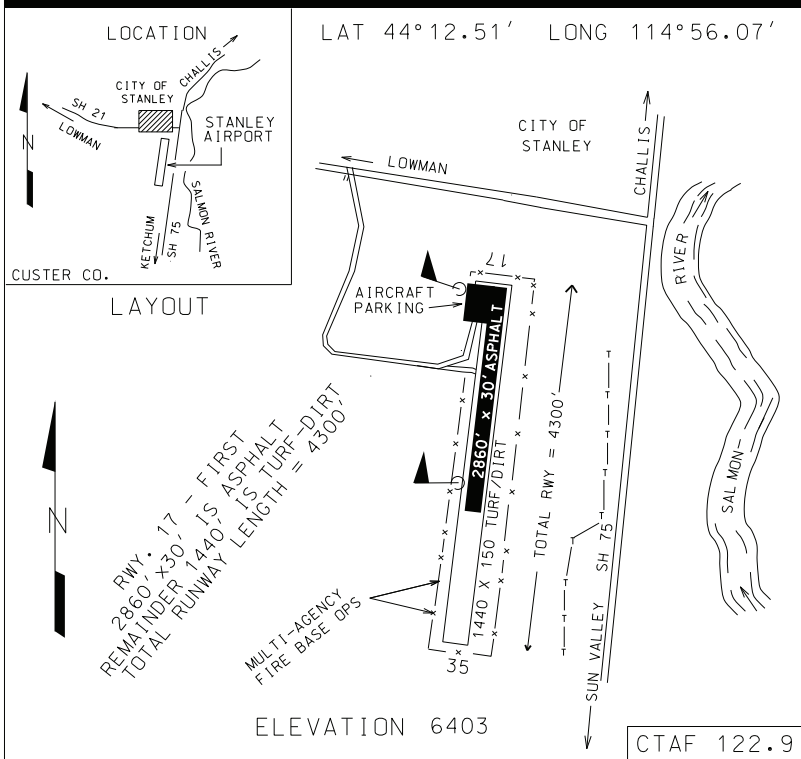 LOCATION
CITY OF
STANLEY
CHALLIS
SH 21
LOWMAN
STANLEY
AIRPORT
N
SALMON RIVER
KETCHUM
SH 75
CUSTER CO.
LAT 44°12.51' LONG 114°56.07'
CITY OF
STANLEY
LOWMAN
CHALLIS
LAYOUT
17
AIRCRAFT
PARKING
RIVER
2860' x 30' ASPHALT
1440 X 150 TURF/DIRT
TOTAL RWY = 4300'
RWY. 17 - FIRST
2860'x30' IS ASPHALT
REMAINDER 1440' IS TURF-DIRT
TOTAL RUNWAY LENGTH = 4300'
N
SALMON
MULTI-AGENCY
FIRE BASE OPS
35
SUN VALLEY SH 75
ELEVATION 6403
CTAF 122.9